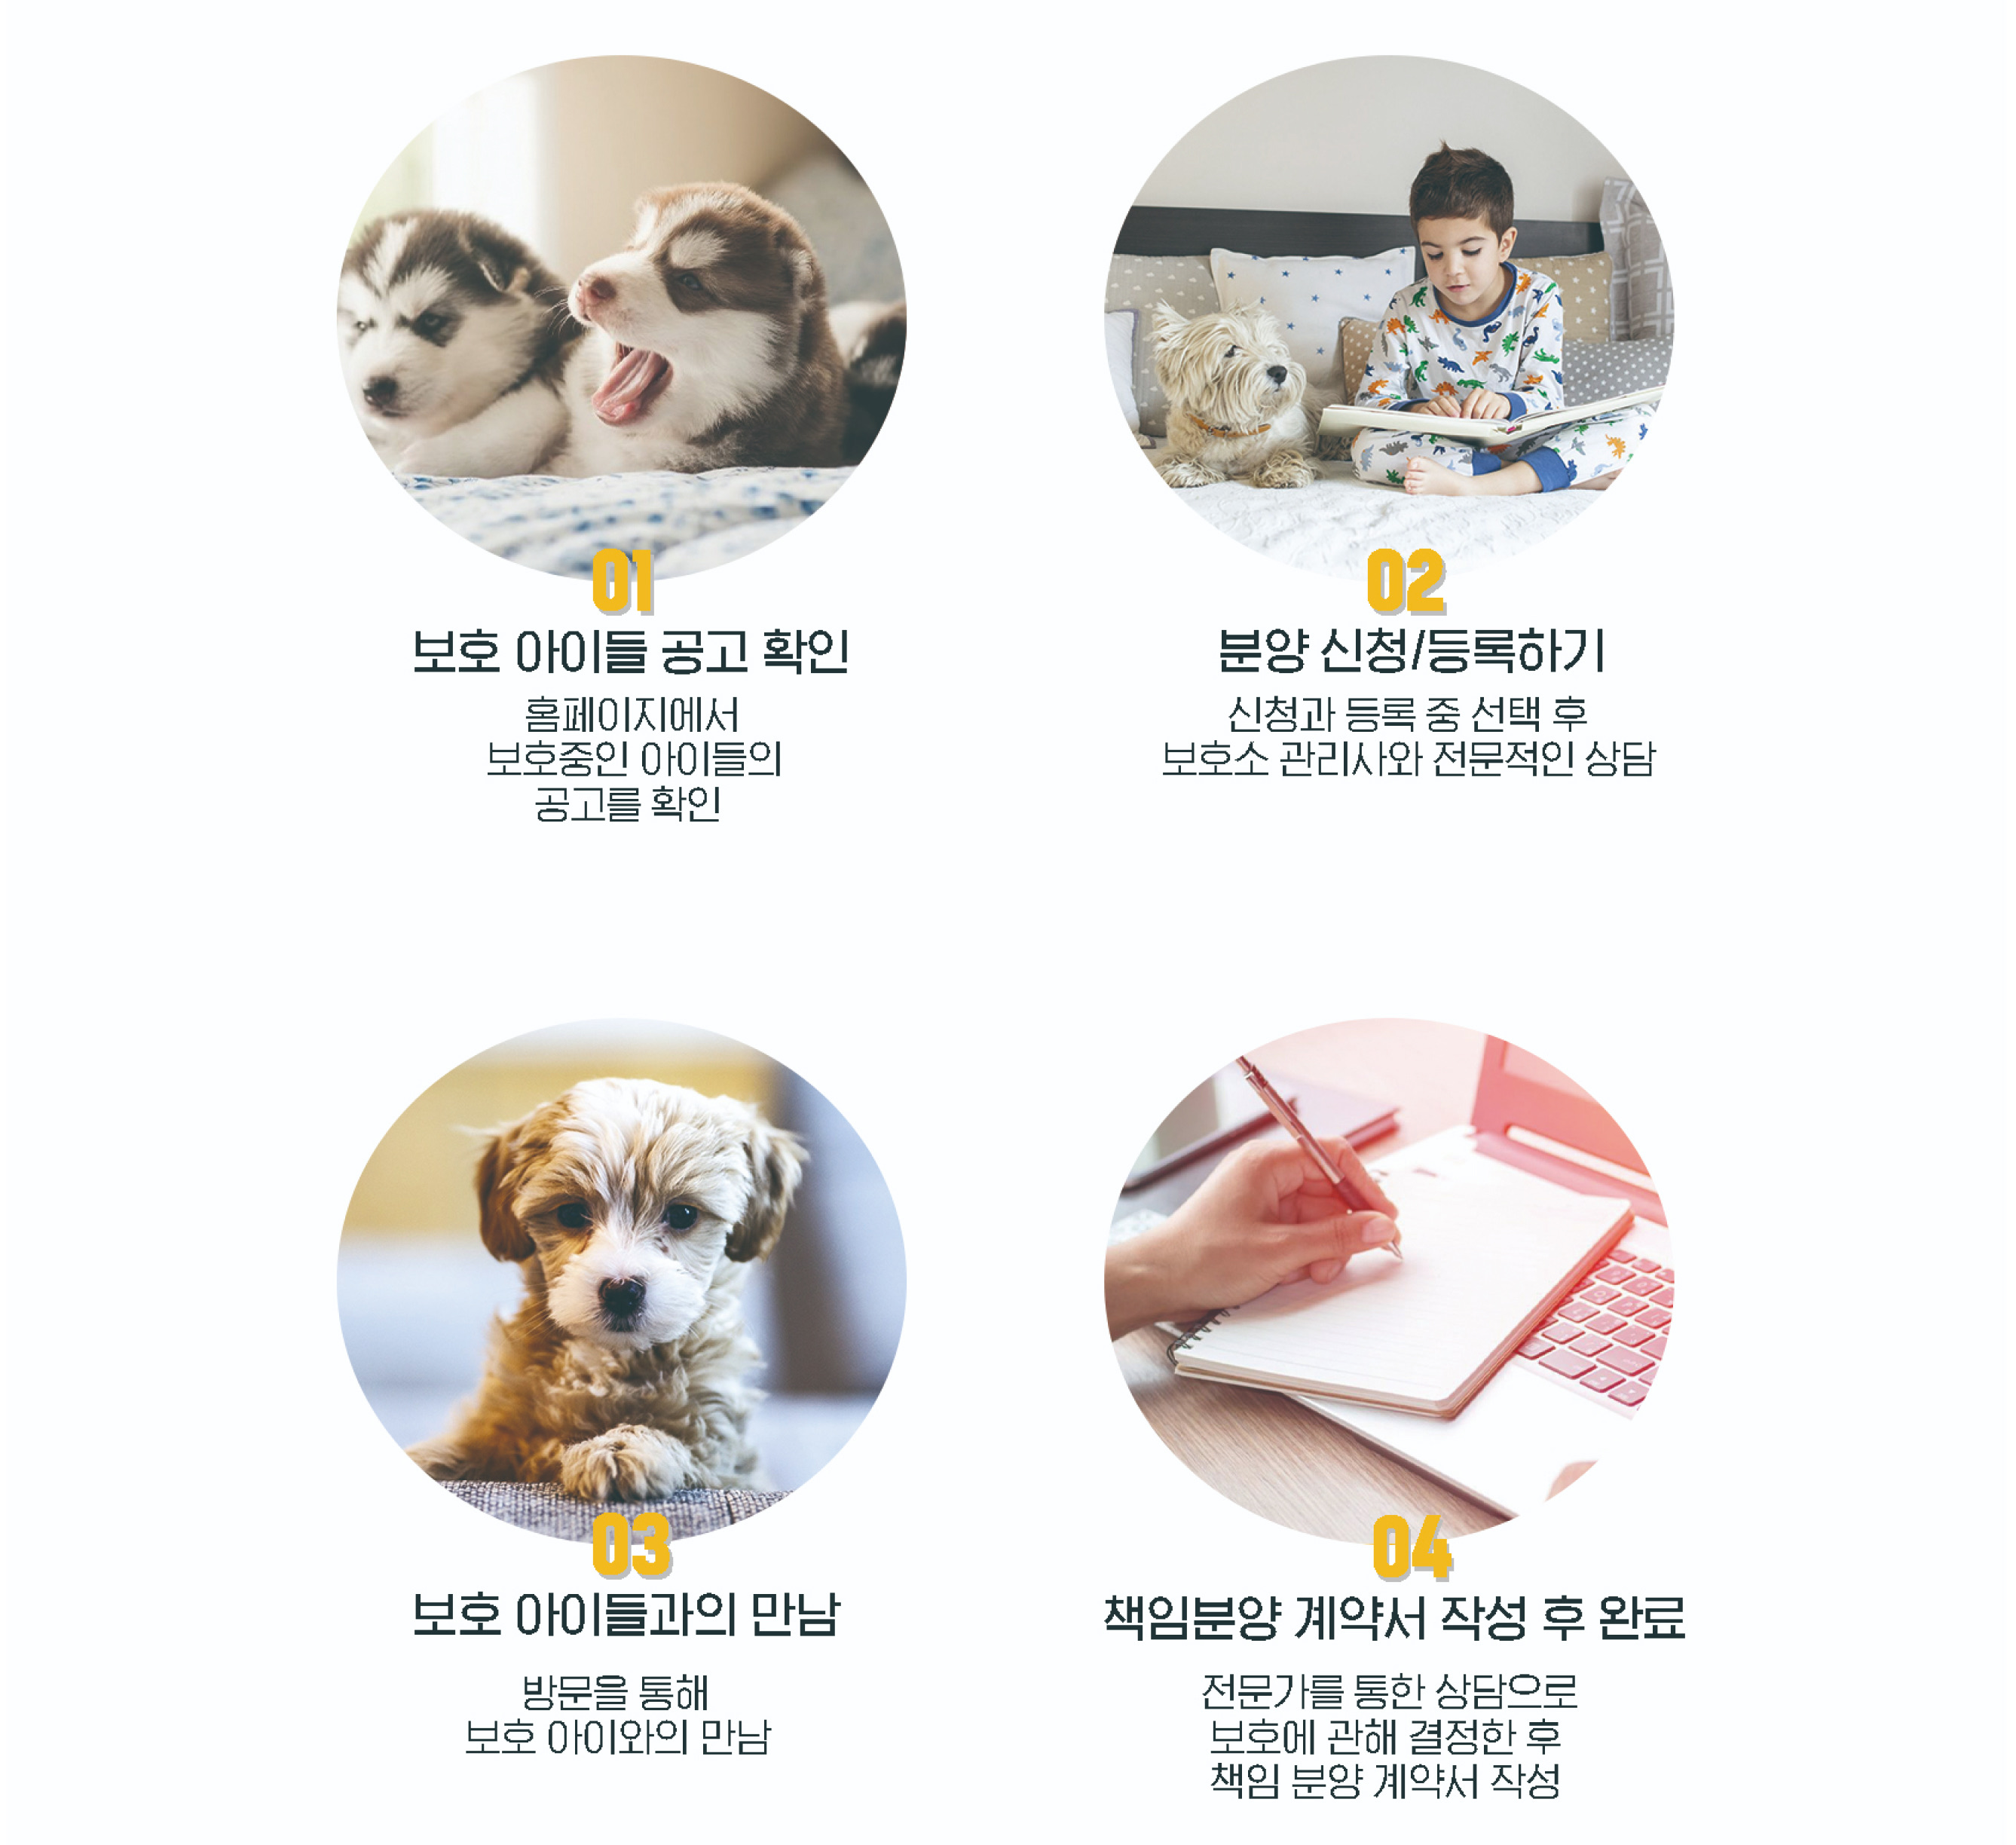 01
보호 아이들 공고 확인
홈페이지에서
보호중인 아이들의
공고를 확인
02
분양 신청/등록하기
신청과 등록 중 선택 후
보호소 관리사와 전문적인 상담
03
보호 아이들과의 만남
방문을 통해
보호 아이와의 만남
04
책임분양 계약서 작성 후 완료
전문가를 통한 상담으로
보호에 관해 결정한 후
책임 분양 계약서 작성